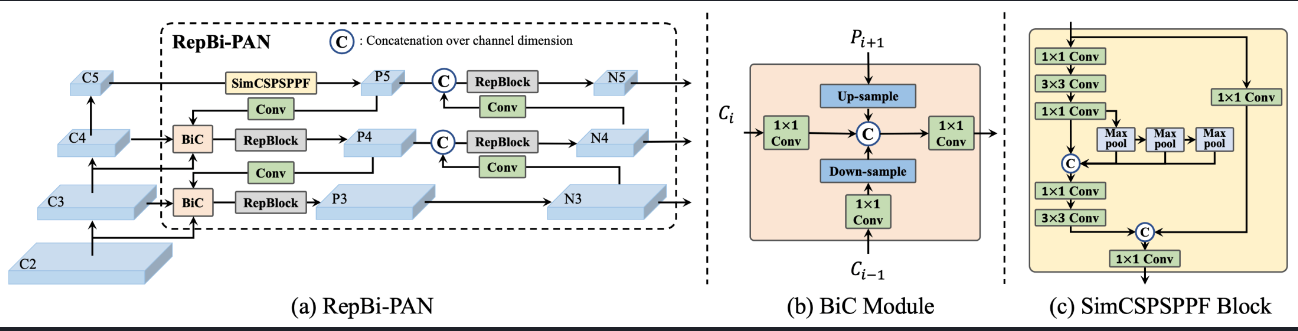 RepBi-PAN
C : Concatenation over channel dimension
C5
SimCSPSPPF
P5
C
RepBlock
N5
Conv
Conv
C4
BiC
RepBlock
P4
C
RepBlock
N4
Conv
Conv
C3
BiC
RepBlock
P3
N3
C2
(a) RepBi-PAN
P_{i+1}
Up-sample
C_i
1×1
Conv
C
1×1
Conv
Down-sample
1×1
Conv
C_{i−1}
(b) BiC Module
1×1 Conv
3×3 Conv
1×1 Conv
1×1 Conv
Max
pool
Max
pool
Max
pool
C
1×1 Conv
3×3 Conv
C
1×1 Conv
(c) SimCSPSPPF Block